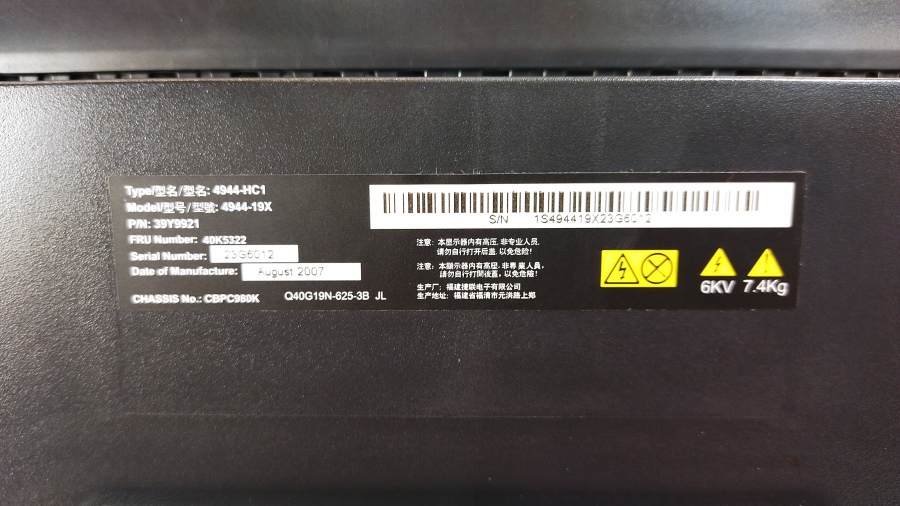 Type/型名/型名: 4944-HC1
Model/型号/型號: 4944-19X
P/N: 39Y9921
FRU Number: 40K5322
Serial Number: 23G6012
Date of Manufacture: August 2007
CHASSIS No.: CBPC980K Q40G19N-625-3B JL
S/N 1S494419X23G6012
注意: 本显示器内有高压, 非专业人员,
请勿自行打开后盖, 以免危险!
注意: 本顯示器内有高壓, 非專業人員,
請勿自行打開後蓋, 以免危險!
生产厂: 福建捷联电子有限公司
生产地址: 福建省福清市元洪路上郑
6KV 7.4Kg